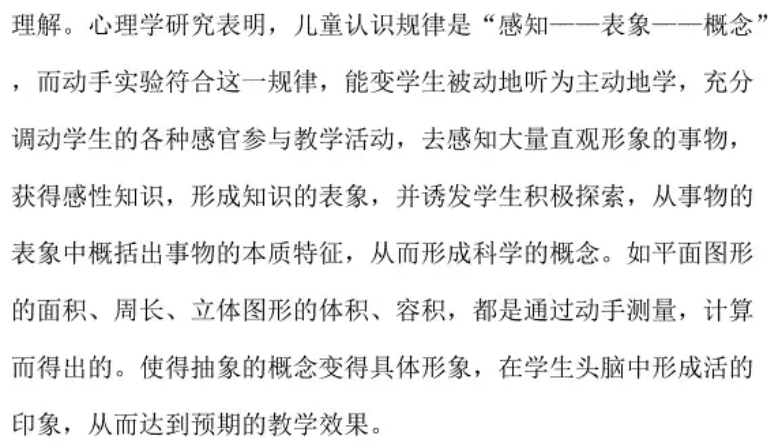 理解。心理学研究表明，儿童认识规律是“感知——表象——概念”
，而动手实验符合这一规律，能变学生被动地听为主动地学，充分
调动学生的各种感官参与教学活动，去感知大量直观形象的事物，
获得感性知识，形成知识的表象，并诱发学生积极探索，从事物的
表象中概括出事物的本质特征，从而形成科学的概念。如平面图形
的面积、周长、立体图形的体积、容积，都是通过动手测量，计算
而得出的。使得抽象的概念变得具体形象，在学生头脑中形成活的
印象，从而达到预期的教学效果。